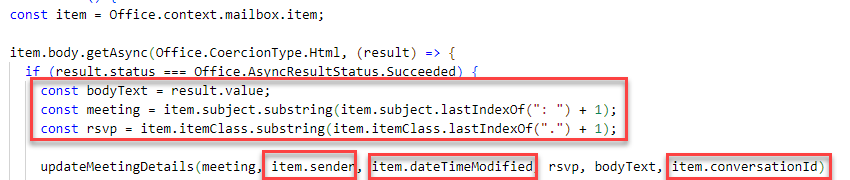 const item = Office.context.mailbox.item;
item.body.getAsync(Office.CoercionType.Html, (result) => {
if (result.status === Office.AsyncResultStatus.Succeeded) {
const bodyText = result.value;
const meeting = item.subject.substring(item.subject.lastIndexOf(": ") + 1);
const rsvp = item.itemClass.substring(item.itemClass.lastIndexOf(".") + 1);
updateMeetingDetails(meeting, item.sender, item.dateTimeModified rsvp, bodyText, item.conversationId)